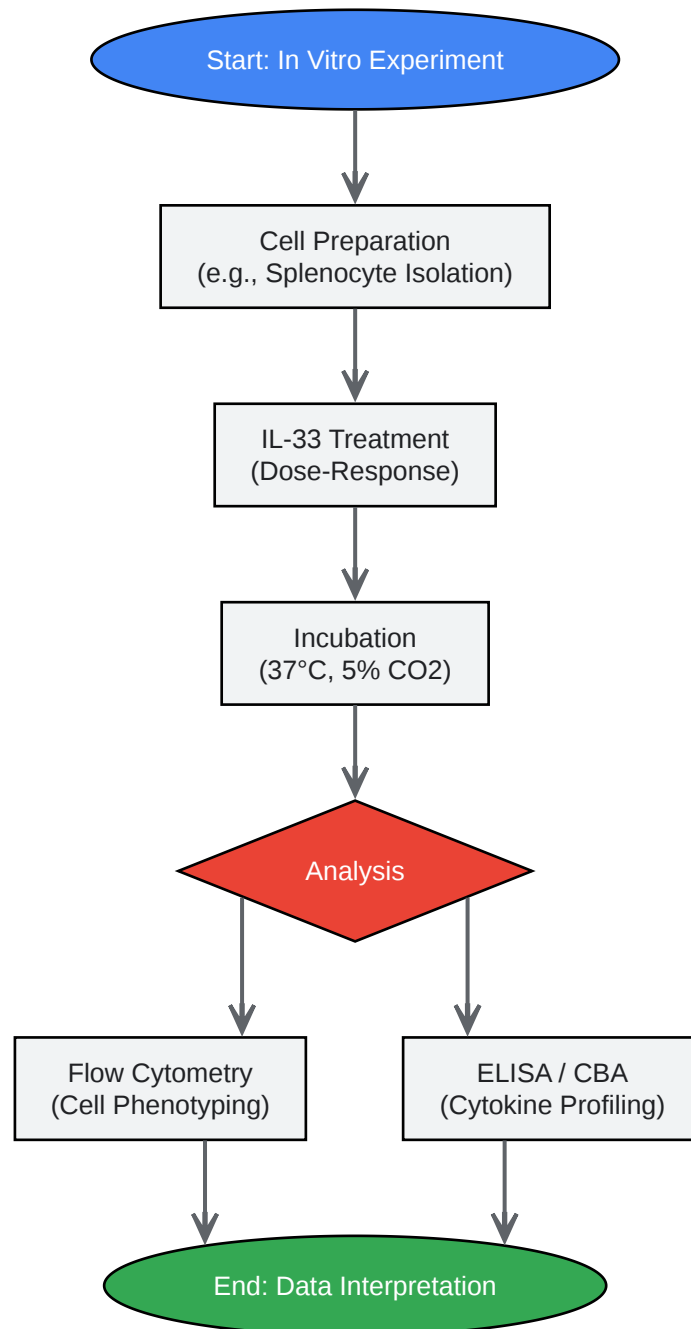 Start: In Vitro Experiment
Cell Preparation
(e.g., Splenocyte Isolation)
IL-33 Treatment
(Dose-Response)
Incubation
(37°C, 5% CO2)
Analysis
Flow Cytometry
(Cell Phenotyping)
ELISA / CBA
(Cytokine Profiling)
End: Data Interpretation